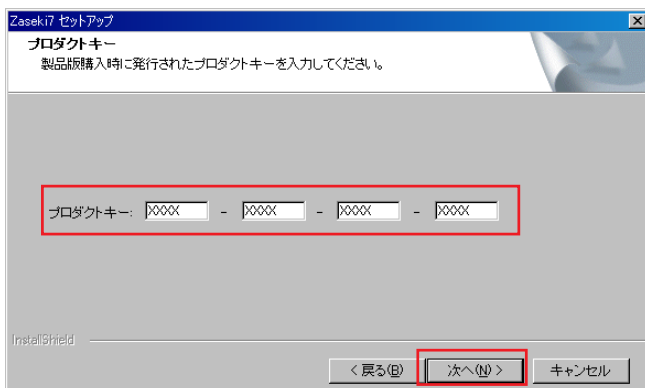 Zaseki7 セットアップ
プロダクトキー
製品版購入時に発行されたプロダクトキーを入力してください。
プロダクトキー: XXXX - XXXX - XXXX - XXXX
InstallShield
< 戻る(B) 次へ(N) > キャンセル